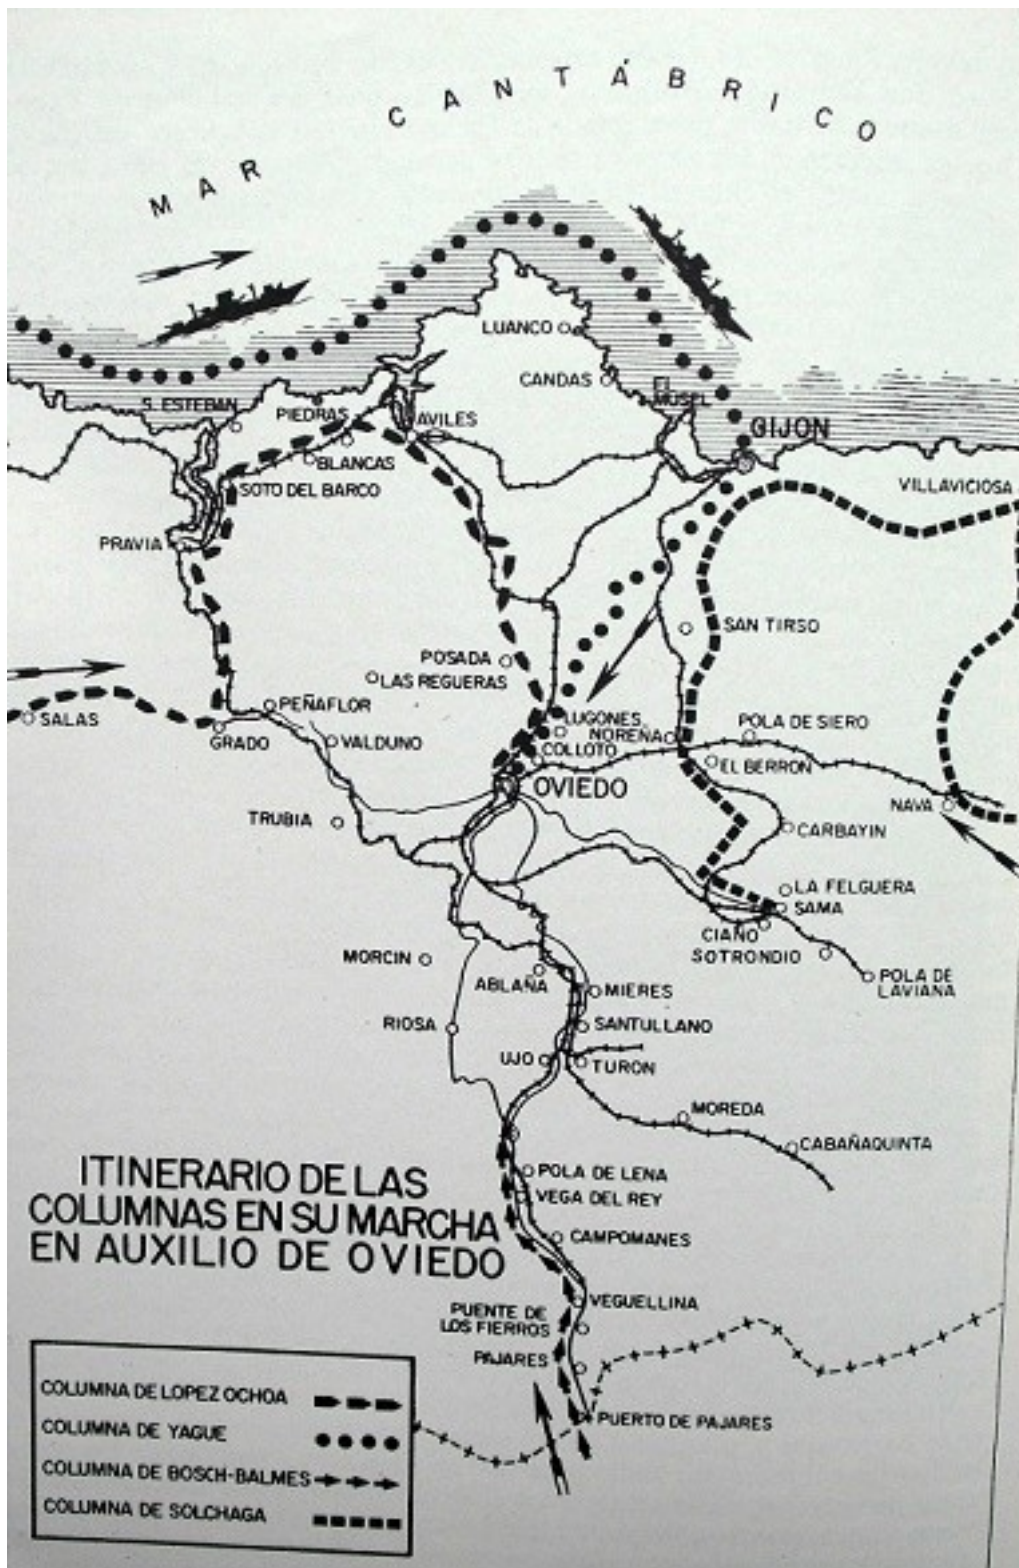 MAR CANTÁBRICO
LUANCO
CANDAS
EL MUSEL
S. ESTEBAN
PIEDRAS BLANCAS
AVILES
GIJON
SOTO DEL BARCO
VILLAVICIOSA
PRAVIA
SAN TIRSO
POSADA
LAS REGUERAS
SALAS
PEÑAFLOR
GRADO
VALDUNO
LUGONES
NOREÑA
POLA DE SIERO
COLLOTO
EL BERRON
OVIEDO
NAVA
TRUBIA
CARBAYIN
LA FELGUERA
SAMA
CIAÑO
SOTRONDIO
MORCIN
ABLAÑA
MIERES
POLA DE
LAVIANA
RIOSA
SANTULLANO
UJO
TURON
MOREDA
CABAÑAQUINTA
ITINERARIO DE LAS
COLUMNAS EN SU MARCHA
EN AUXILIO DE OVIEDO
POLA DE LENA
VEGA DEL REY
CAMPOMANES
VEGUELLINA
PUENTE DE
LOS FIERROS
PAJARES
PUERTO DE PAJARES
COLUMNA DE LOPEZ OCHOA
COLUMNA DE YAGUE
COLUMNA DE BOSCH-BALMES
COLUMNA DE SOLCHAGA